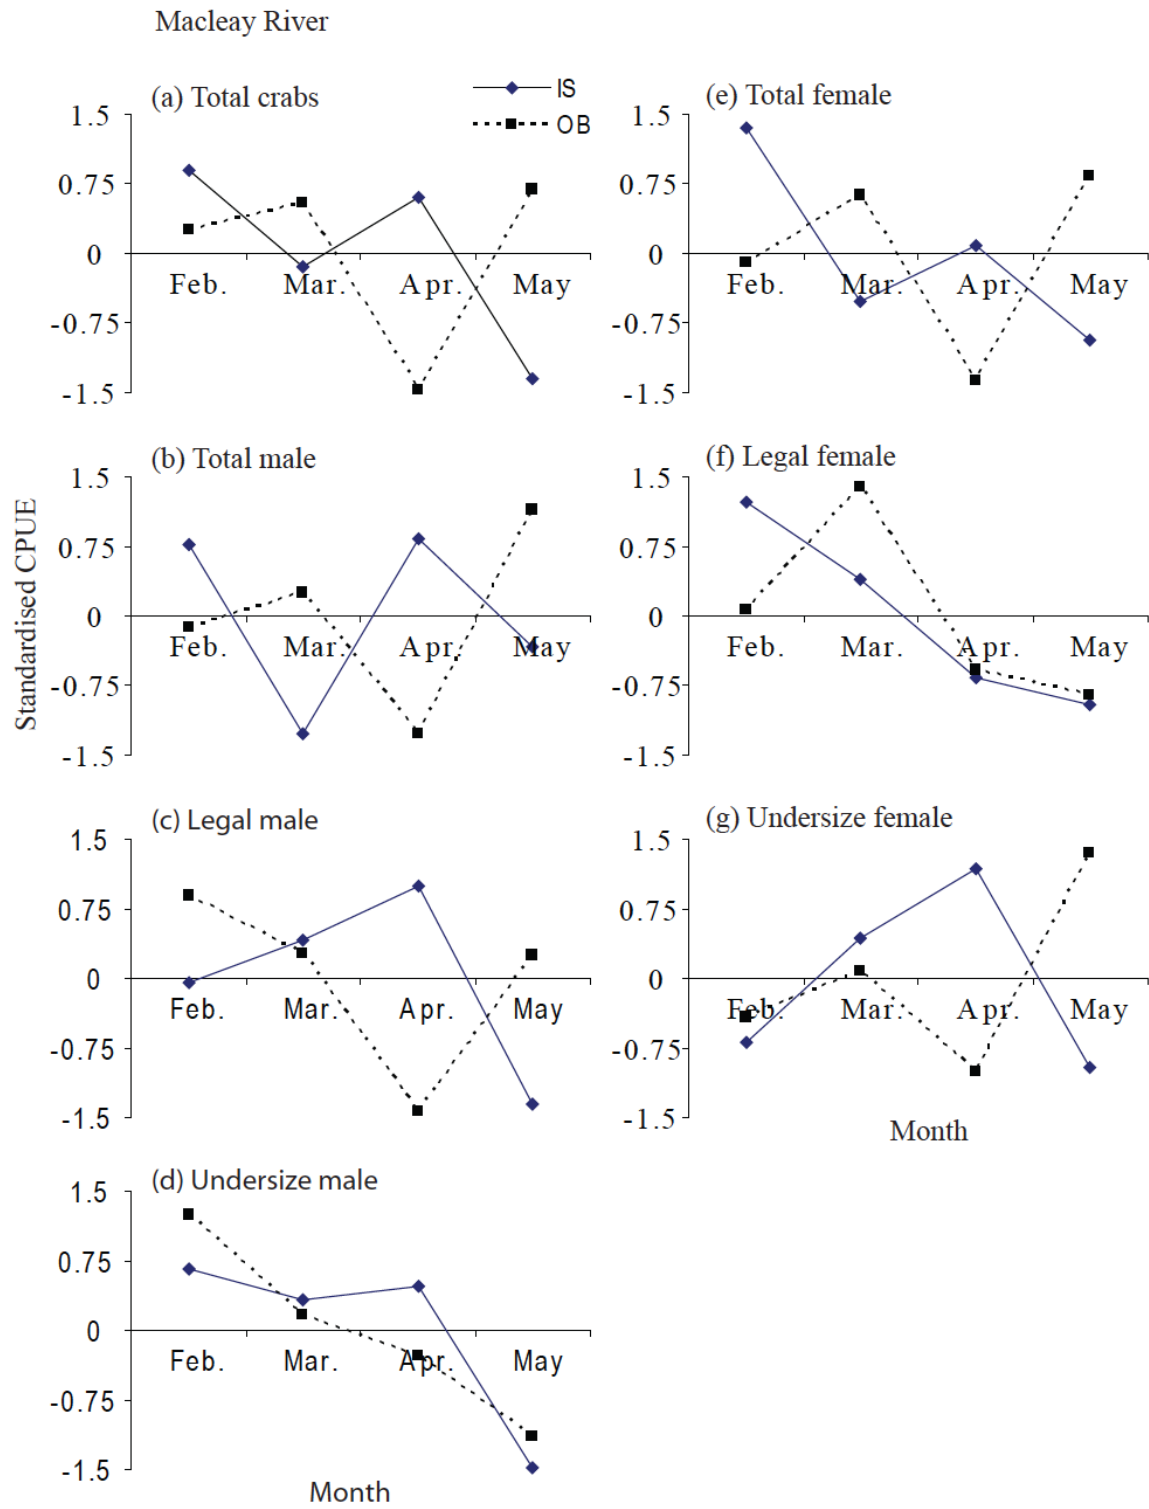 Macleay River
(a) Total crabs
IS
OB
1.5
0.75
0
-0.75
-1.5
Feb. Mar. Apr. May
(b) Total male
1.5
0.75
0
-0.75
-1.5
Feb. Mar. Apr. May
Standardised CPUE
(c) Legal male
1.5
0.75
0
-0.75
-1.5
Feb. Mar. Apr. May
(d) Undersize male
1.5
0.75
0
-0.75
-1.5
Feb. Mar. Apr. May
Month
(e) Total female
1.5
0.75
0
-0.75
-1.5
Feb. Mar. Apr. May
(f) Legal female
1.5
0.75
0
-0.75
-1.5
Feb. Mar. Apr. May
(g) Undersize female
1.5
0.75
0
-0.75
-1.5
Feb. Mar. Apr. May
Month